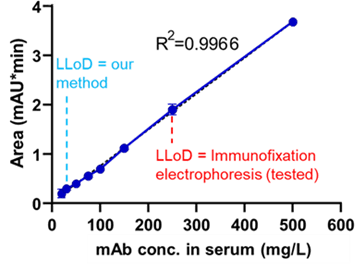 4
R²=0.9966
LLoD = our
method
3
2
1
LLoD = Immunofixation
electrophoresis (tested)
0
0 100 200 300 400 500 600
Area (mAU*min)
mAb conc. in serum (mg/L)